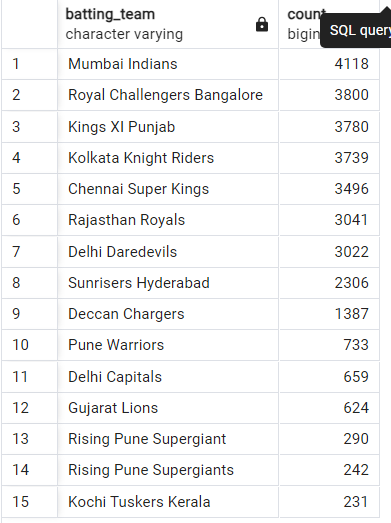 batting_team count
character varying bigin
SQL query
1 Mumbai Indians 4118
2 Royal Challengers Bangalore 3800
3 Kings XI Punjab 3780
4 Kolkata Knight Riders 3739
5 Chennai Super Kings 3496
6 Rajasthan Royals 3041
7 Delhi Daredevils 3022
8 Sunrisers Hyderabad 2306
9 Deccan Chargers 1387
10 Pune Warriors 733
11 Delhi Capitals 659
12 Gujarat Lions 624
13 Rising Pune Supergiant 290
14 Rising Pune Supergiants 242
15 Kochi Tuskers Kerala 231